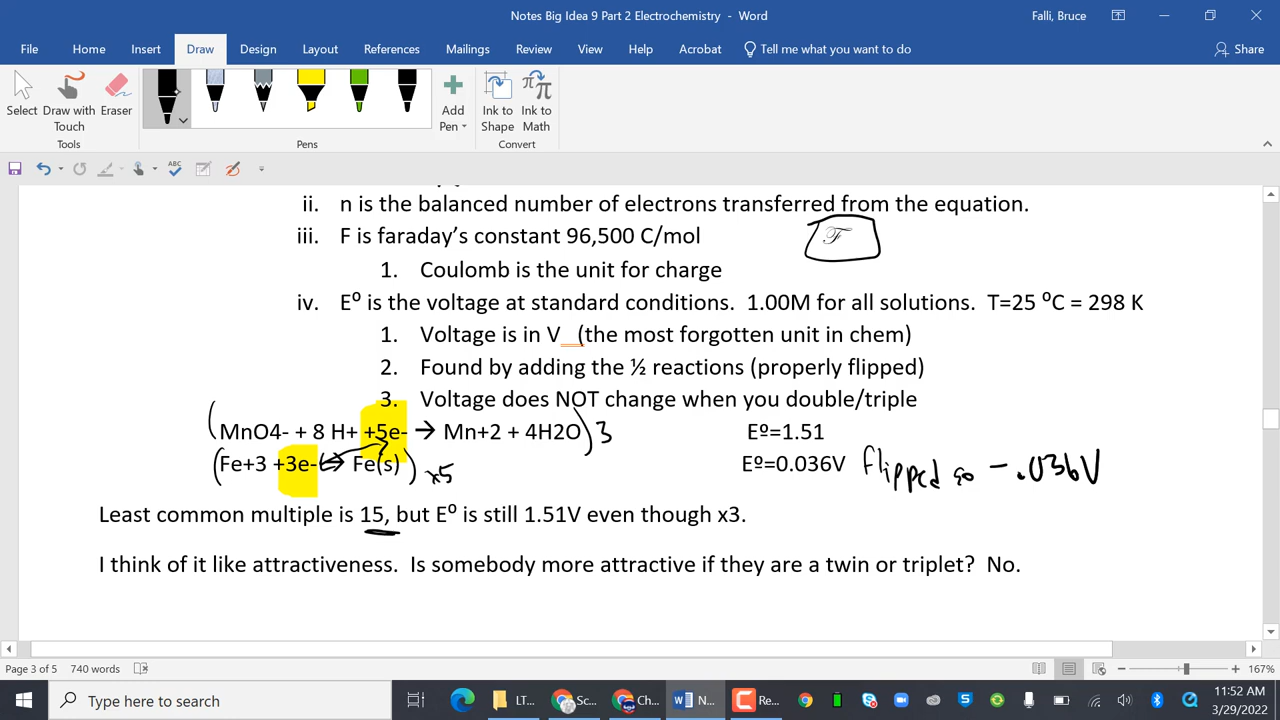 Notes Big Idea 9 Part 2 Electrochemistry - Word
Falli, Bruce
File Home Insert Draw Design Layout References Mailings Review View Help Acrobat Tell me what you want to do Share
Select Draw with Touch Eraser Add Pen Ink to Shape Ink to Math
Tools Pens Convert
ABC
ii. n is the balanced number of electrons transferred from the equation.
iii. F is faraday's constant 96,500 C/mol ℱ
1. Coulomb is the unit for charge
iv. Eº is the voltage at standard conditions. 1.00M for all solutions. T=25 ºC = 298 K
1. Voltage is in V (the most forgotten unit in chem)
2. Found by adding the ½ reactions (properly flipped)
3. Voltage does NOT change when you double/triple
(MnO4- + 8 H+ +5e- → Mn+2 + 4H2O)3 Eº=1.51
(Fe+3 +3e- → Fe(s)) x5 Eº=0.036V flipped so -.036V
Least common multiple is 15, but Eº is still 1.51V even though x3.
I think of it like attractiveness. Is somebody more attractive if they are a twin or triplet? No.
Page 3 of 5 740 words 167%
Type here to search LT... Sc... Ch... N... Re... 11:52 AM
3/29/2022